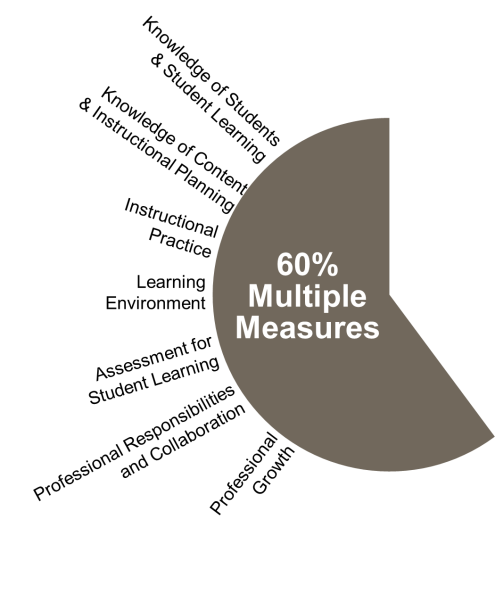 Knowledge of Students
& Student Learning
Knowledge of Content
& Instructional Planning
Instructional
Practice
Learning
Environment
Assessment for
Student Learning
Professional Responsibilities
and Collaboration
Professional
Growth
60%
Multiple
Measures